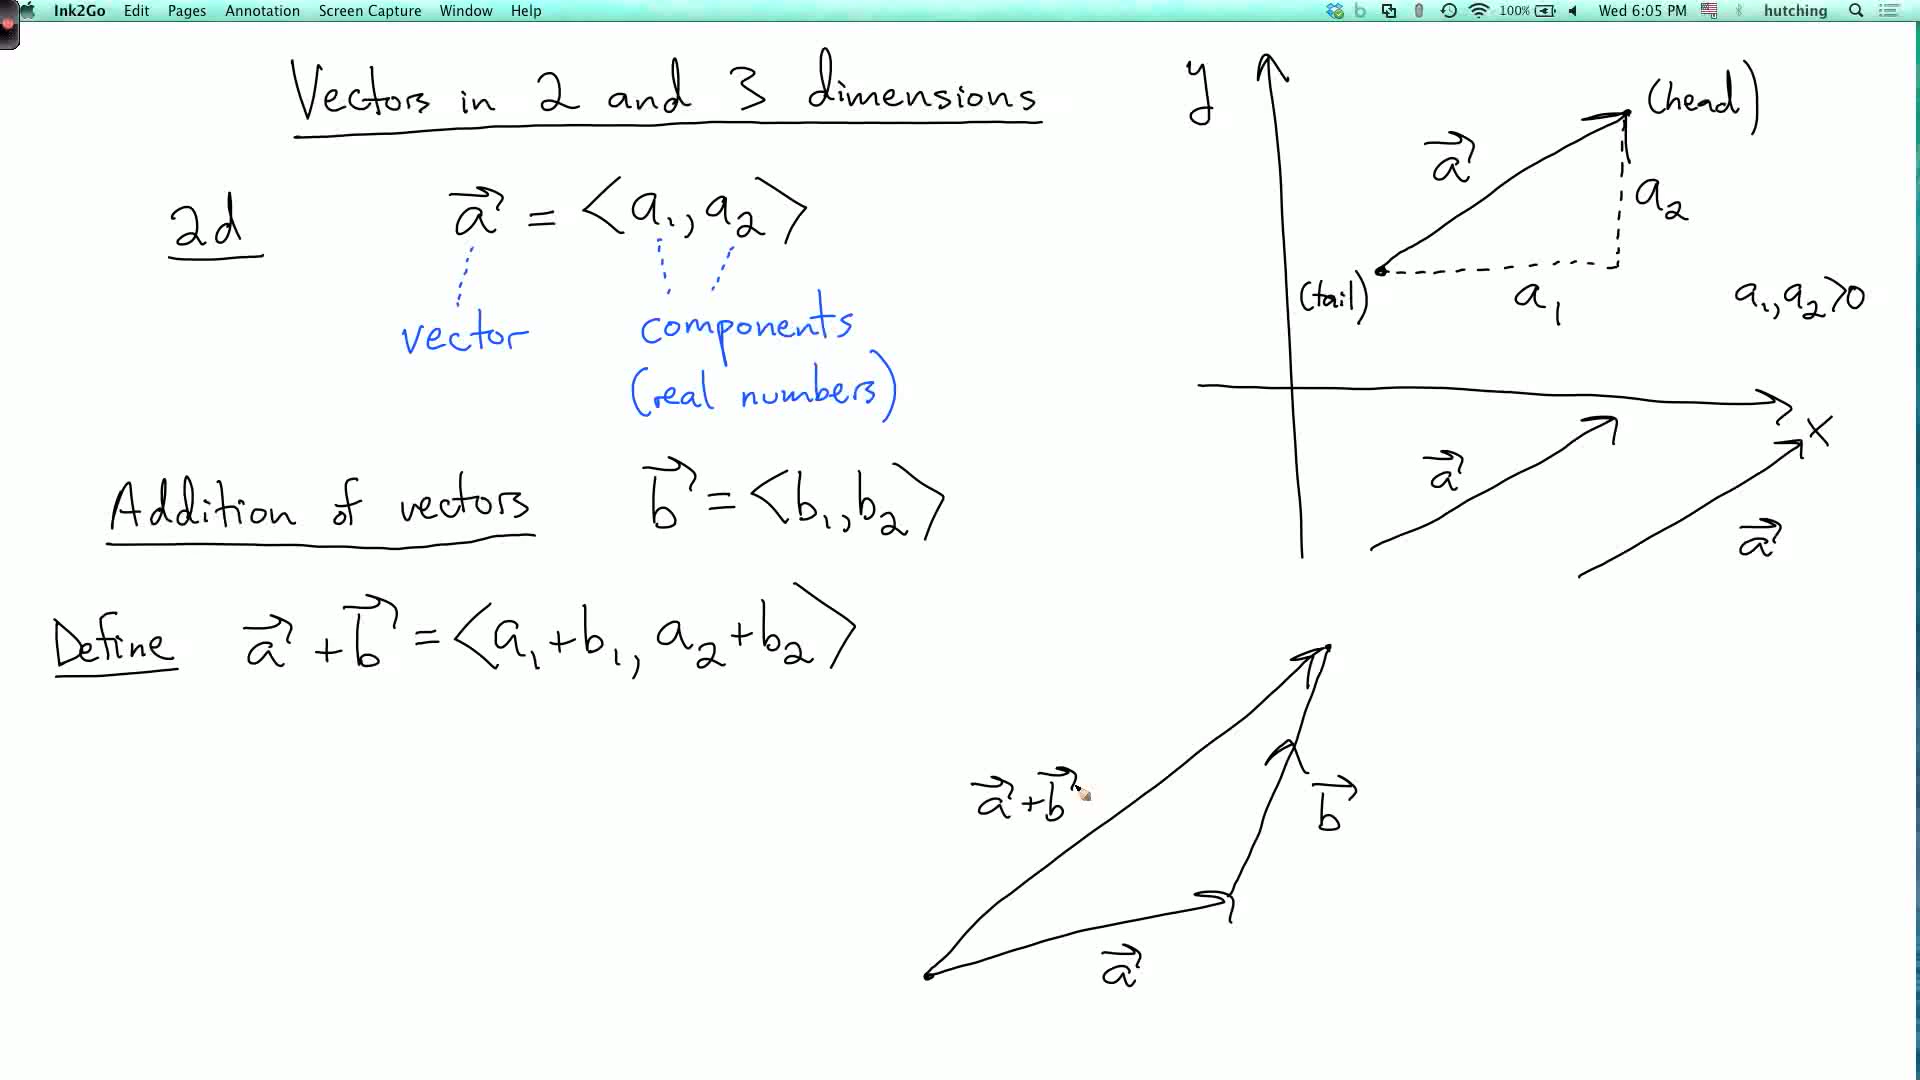 Ink2Go Edit Pages Annotation Screen Capture Window Help 100% Wed 6:05 PM hutching
Vectors in 2 and 3 dimensions
2d
a⃗ = <a₁, a₂>
vector
components
(real numbers)
Addition of vectors
b⃗ = <b₁, b₂>
Define a⃗ + b⃗ = <a₁+b₁, a₂+b₂>
y
(head)
a⃗
a₂
(tail)
a₁
a₁, a₂>0
x
a⃗
a⃗
a⃗+b⃗
b⃗
a⃗